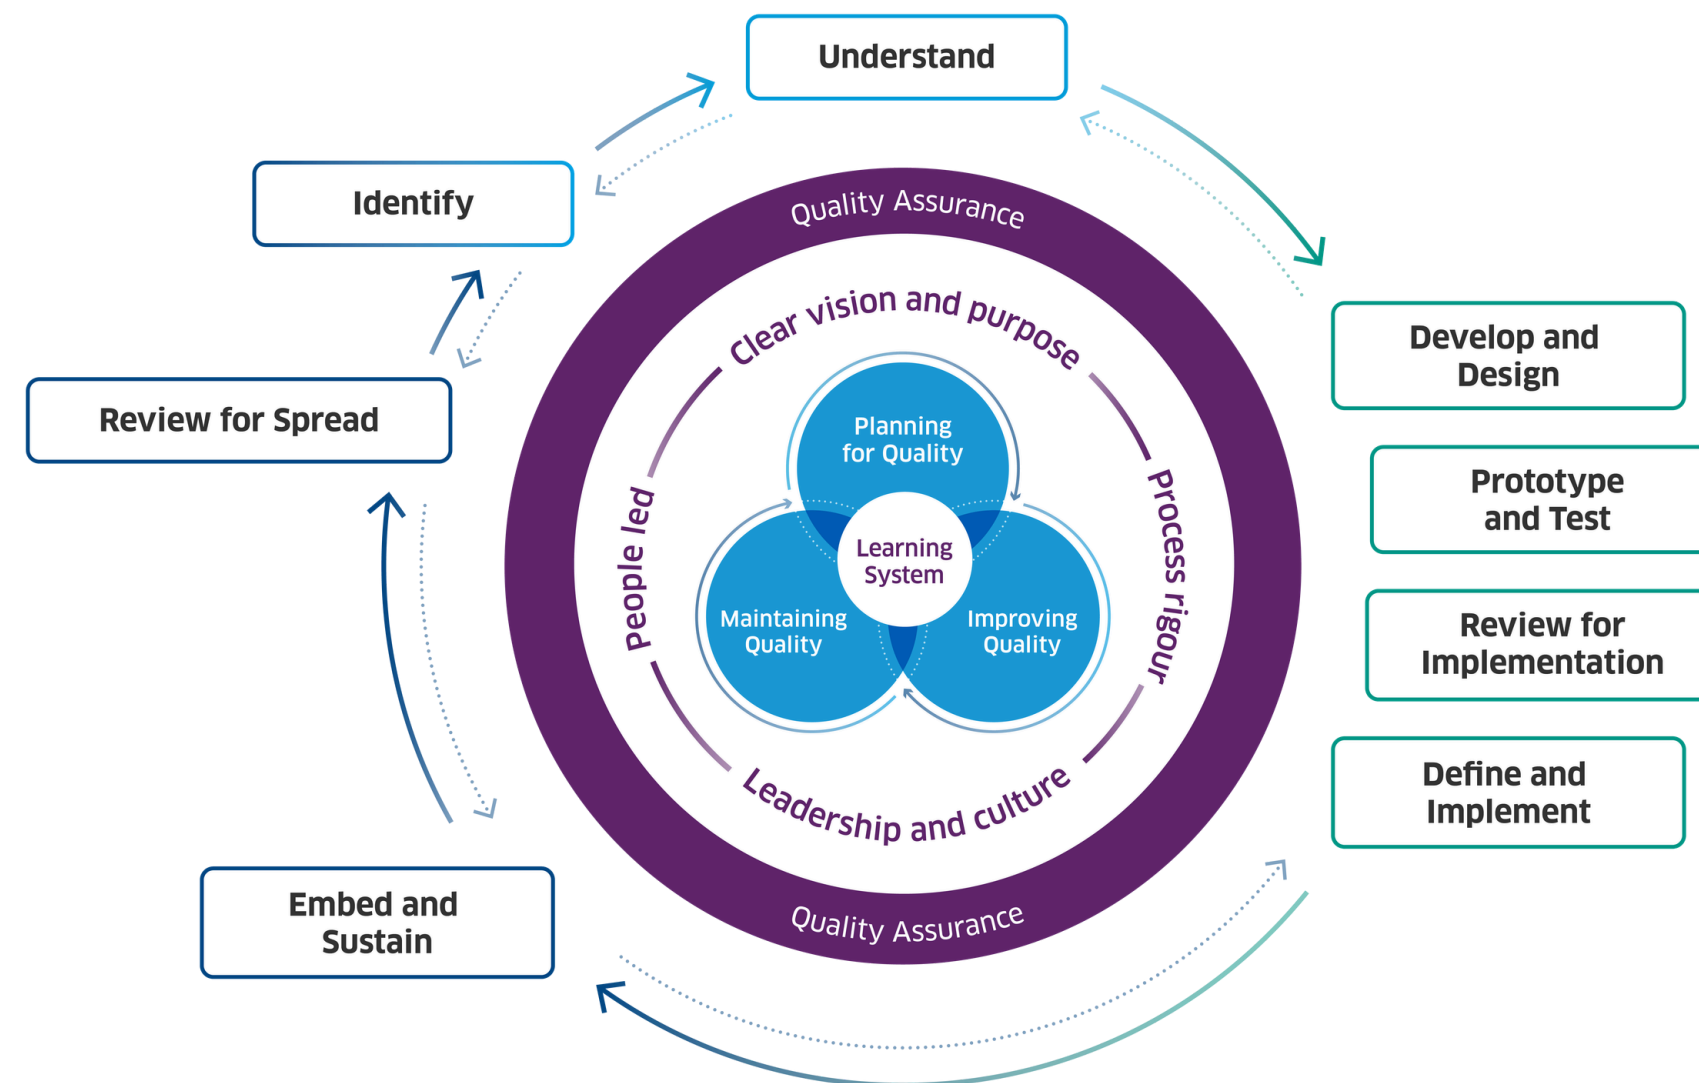 Understand
Identify
Review for Spread
Embed and
Sustain
Develop and
Design
Prototype
and Test
Review for
Implementation
Define and
Implement
Quality Assurance
Clear vision and purpose
Process rigour
Leadership and culture
People led
Planning
for Quality
Learning
System
Maintaining
Quality
Improving
Quality
Quality Assurance